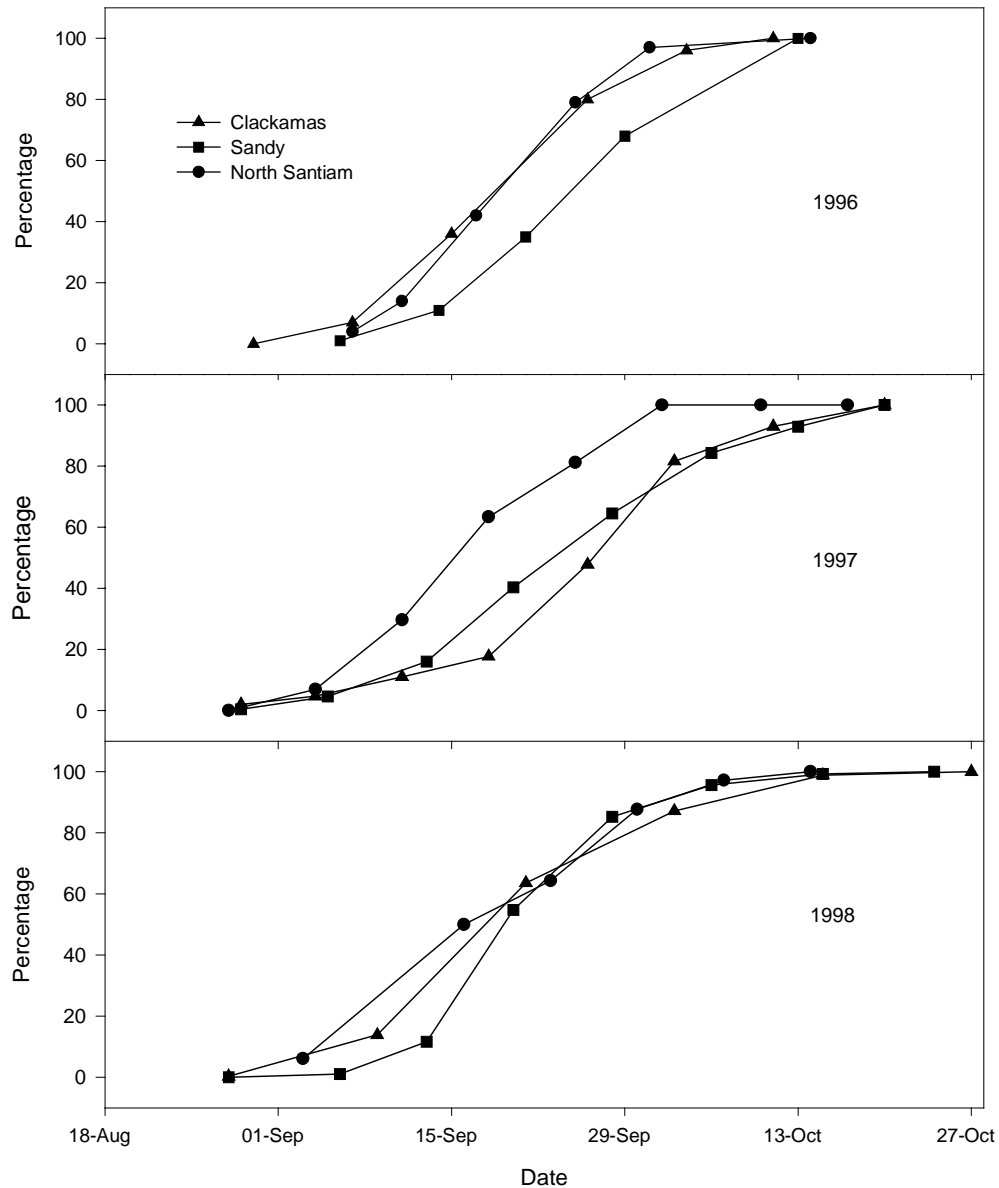 100
80
60
40
20
0
Percentage
Clackamas
Sandy
North Santiam
1996
100
80
60
40
20
0
Percentage
1997
100
80
60
40
20
0
Percentage
1998
18-Aug 01-Sep 15-Sep 29-Sep 13-Oct 27-Oct
Date